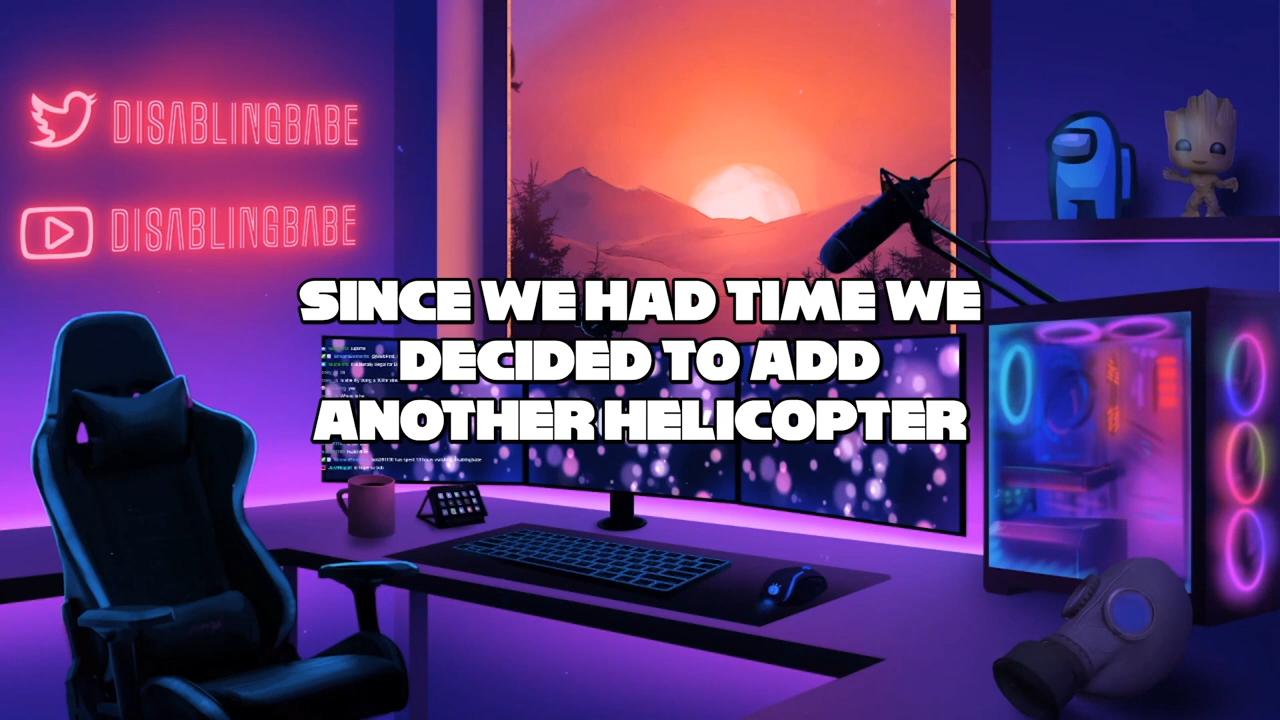 DISABLINGBABE
DISABLINGBABE
SINCE WE HAD TIME WE
DECIDED TO ADD
ANOTHER HELICOPTER